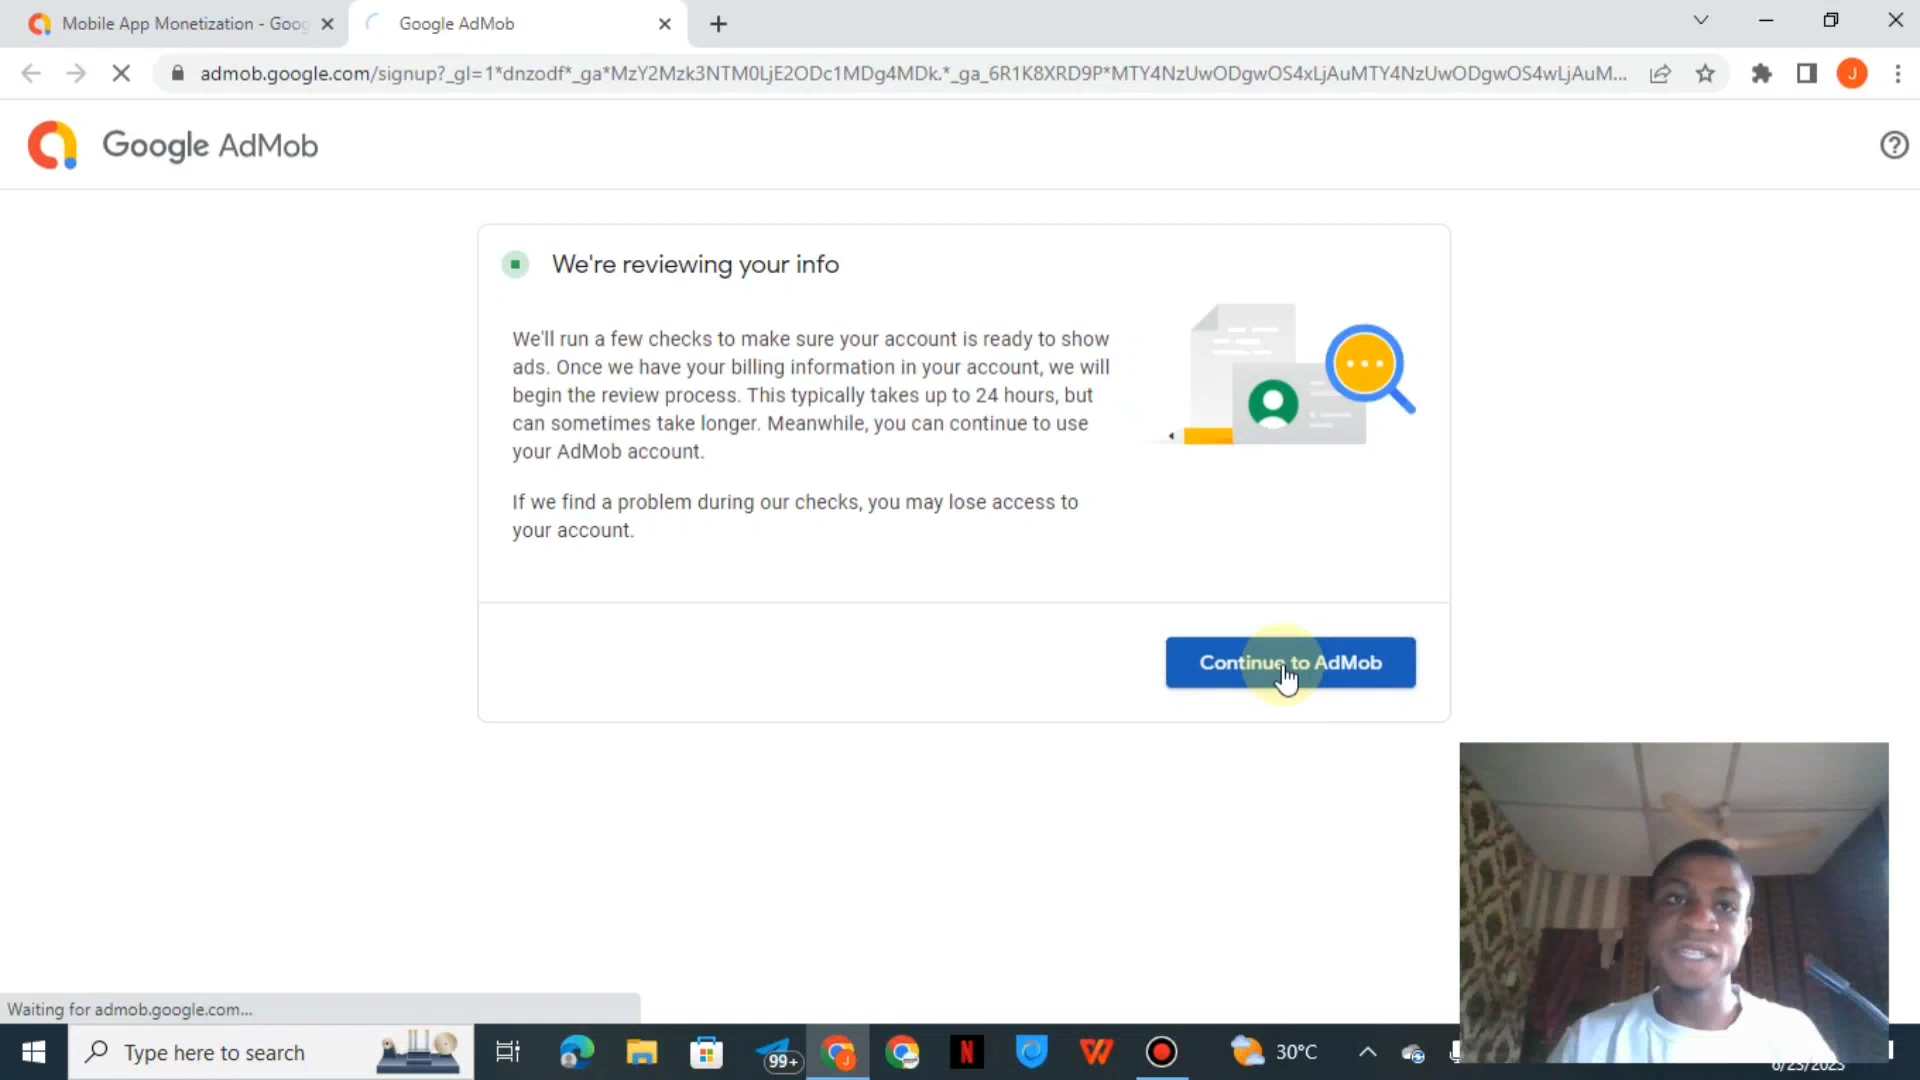 Mobile App Monetization - Goog
Google AdMob
admob.google.com/signup?_gl=1*dnzodf*_ga*MzY2Mzk3NTM0LjE2ODc1MDg4MDk.*_ga_6R1K8XRD9P*MTY4NzUwODgwOS4xLjAuMTY4NzUwODgwOS4wLjAuM...
J
Google AdMob
We're reviewing your info
We'll run a few checks to make sure your account is ready to show
ads. Once we have your billing information in your account, we will
begin the review process. This typically takes up to 24 hours, but
can sometimes take longer. Meanwhile, you can continue to use
your AdMob account.
If we find a problem during our checks, you may lose access to
your account.
Continue to AdMob
Waiting for admob.google.com...
Type here to search
99+
J
N
W
30°C
6/23/2023